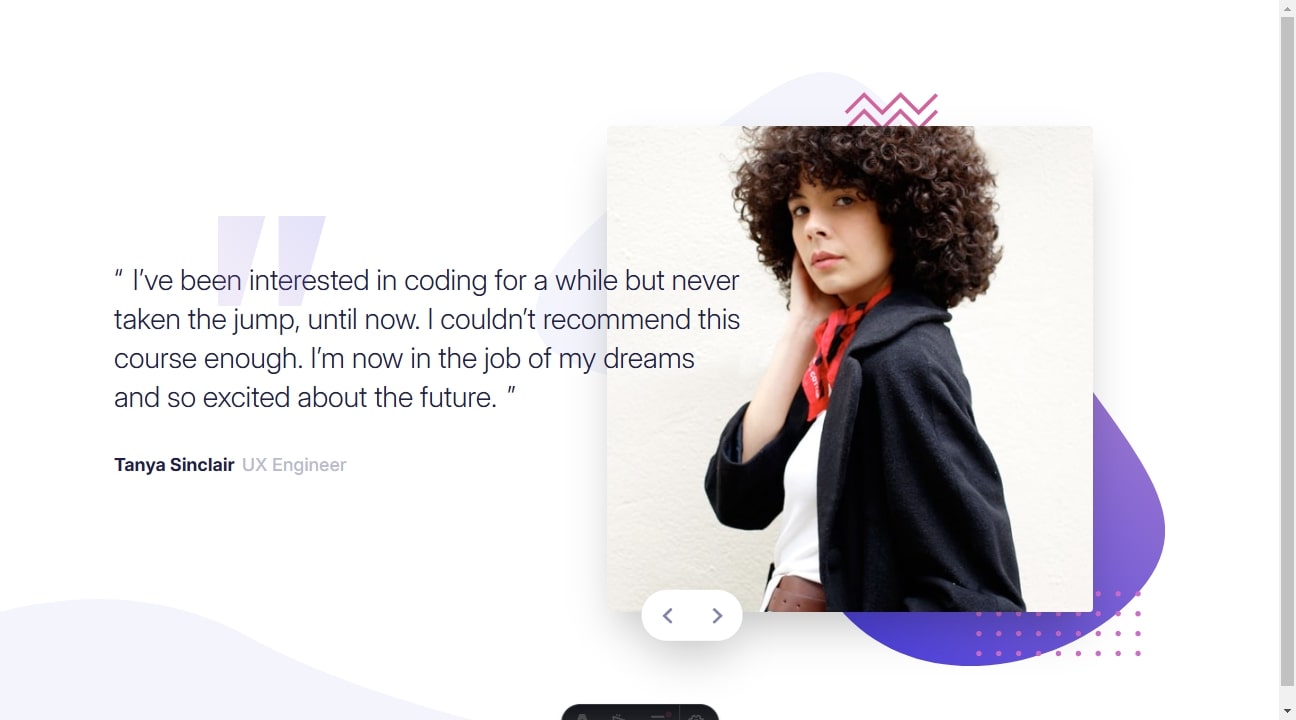 “ I’ve been interested in coding for a while but never
taken the jump, until now. I couldn’t recommend this
course enough. I’m now in the job of my dreams
and so excited about the future. ”
Tanya Sinclair UX Engineer